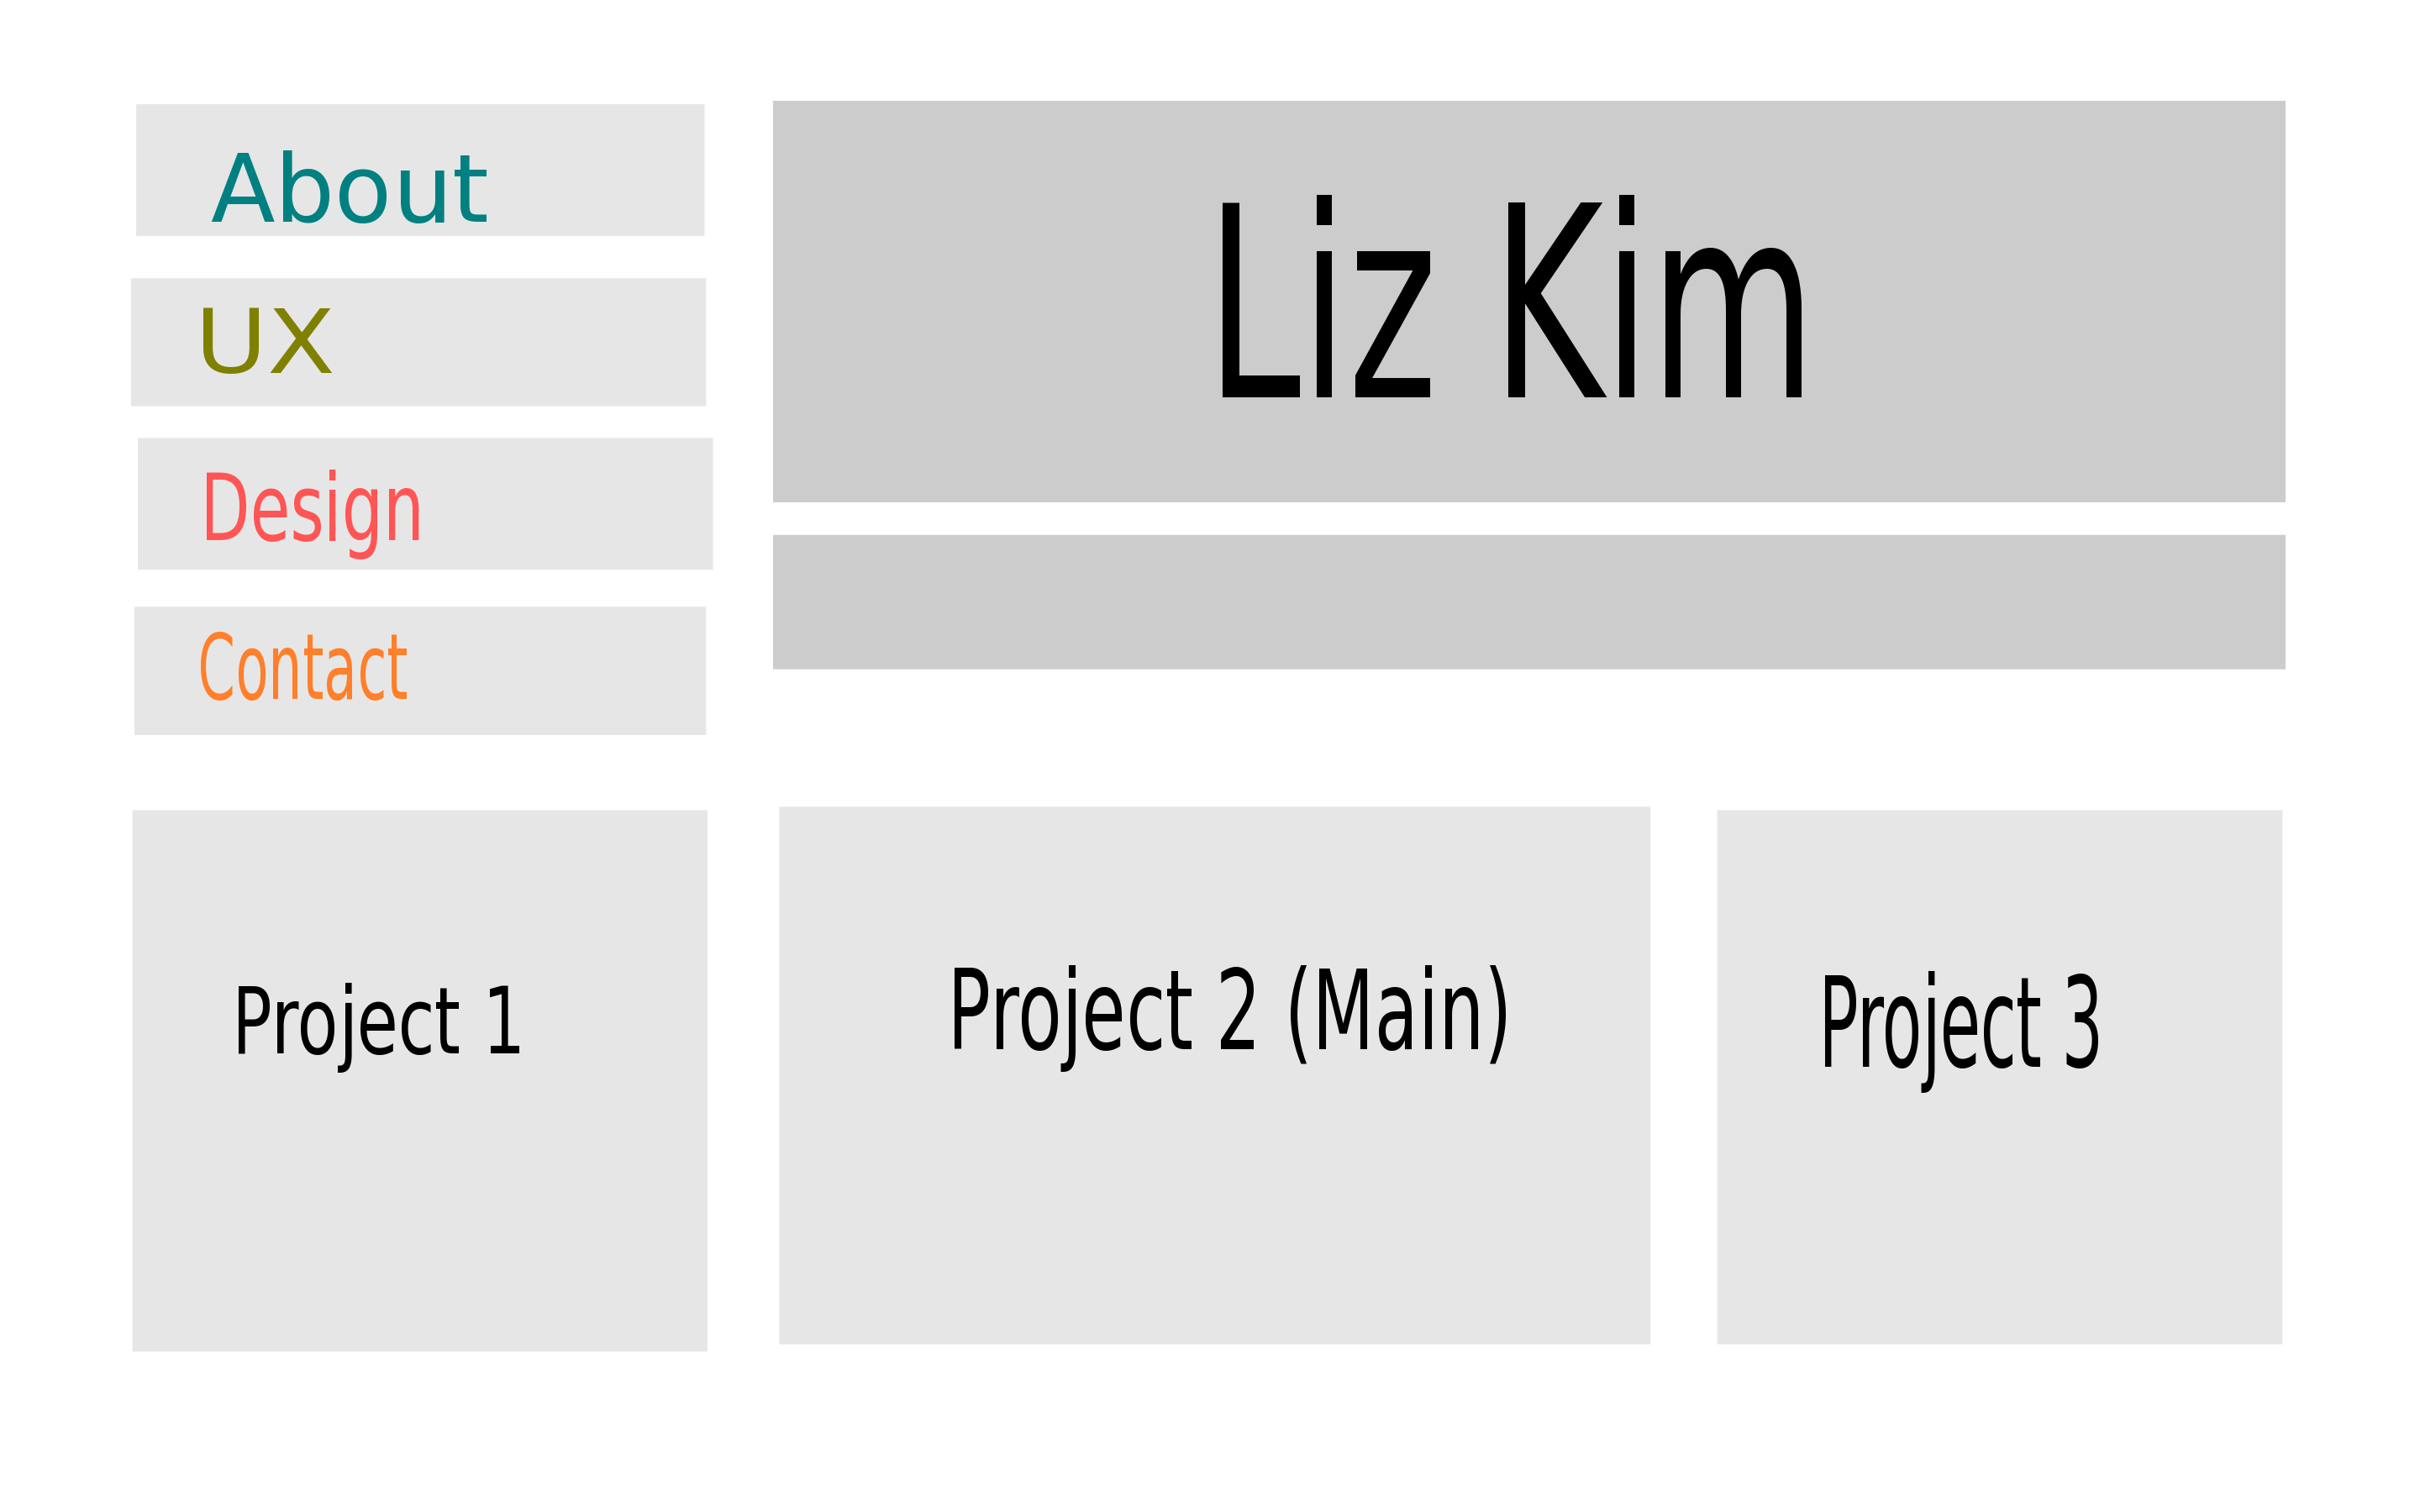 About
UX
Design
Contact
Liz Kim
Project 1
Project 2 (Main)
Project 3